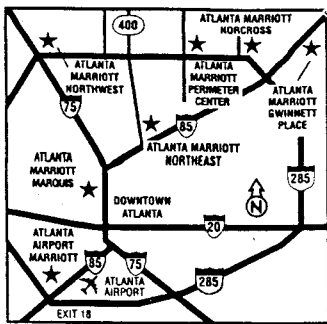 400
ATLANTA
MARRIOTT
NORCROSS
ATLANTA
MARRIOTT
NORTHWEST
ATLANTA
MARRIOTT
PERIMETER
CENTER
ATLANTA
MARRIOTT
GWINNETT
PLACE
75
85
ATLANTA MARRIOTT
NORTHEAST
ATLANTA
MARRIOTT
MARQUIS
285
DOWNTOWN
ATLANTA
N
20
ATLANTA
AIRPORT
MARRIOTT
85
75
285
ATLANTA
AIRPORT
EXIT 18